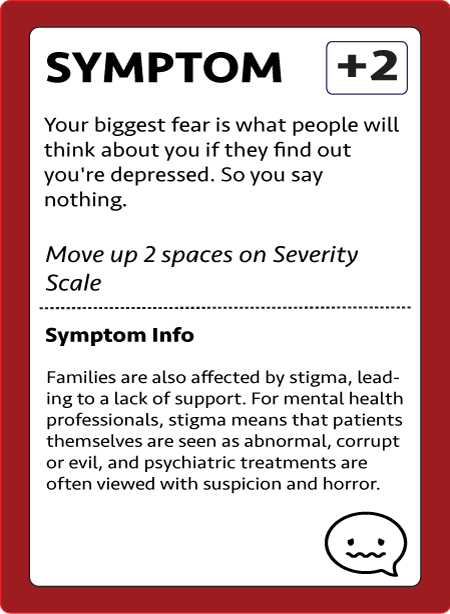 SYMPTOM
+2
Your biggest fear is what people will
think about you if they find out
you're depressed. So you say
nothing.
Move up 2 spaces on Severity
Scale
Symptom Info
Families are also affected by stigma, lead-
ing to a lack of support. For mental health
professionals, stigma means that patients
themselves are seen as abnormal, corrupt
or evil, and psychiatric treatments are
often viewed with suspicion and horror.